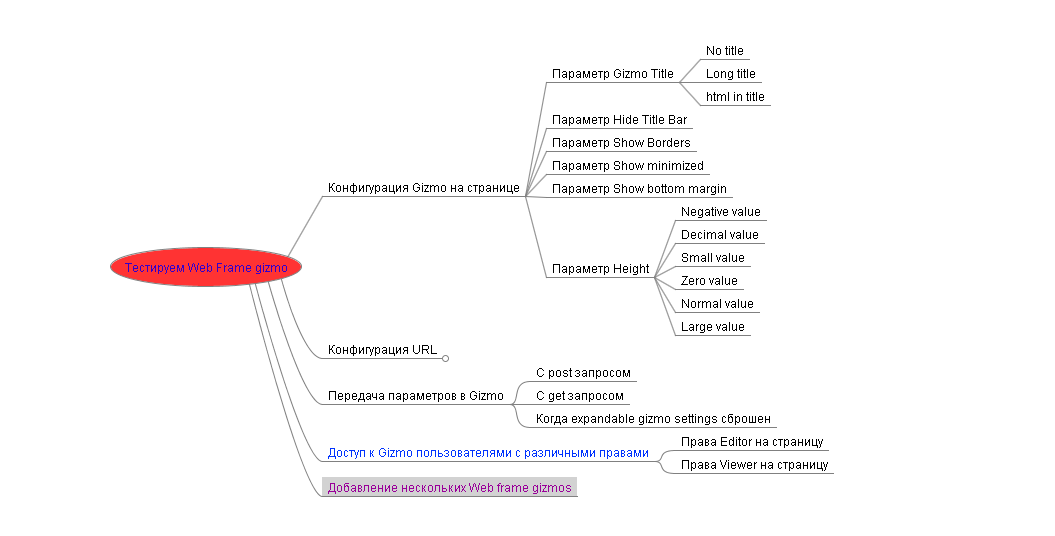 Тестируем Web Frame gizmo
Конфигурация Gizmo на странице
Параметр Gizmo Title
No title
Long title
html in title
Параметр Hide Title Bar
Параметр Show Borders
Параметр Show minimized
Параметр Show bottom margin
Параметр Height
Negative value
Decimal value
Small value
Zero value
Normal value
Large value
Конфигурация URL
Передача параметров в Gizmo
С post запросом
С get запросом
Когда expandable gizmo settings сброшен
Доступ к Gizmo пользователями с различными правами
Права Editor на страницу
Права Viewer на страницу
Добавление нескольких Web frame gizmos